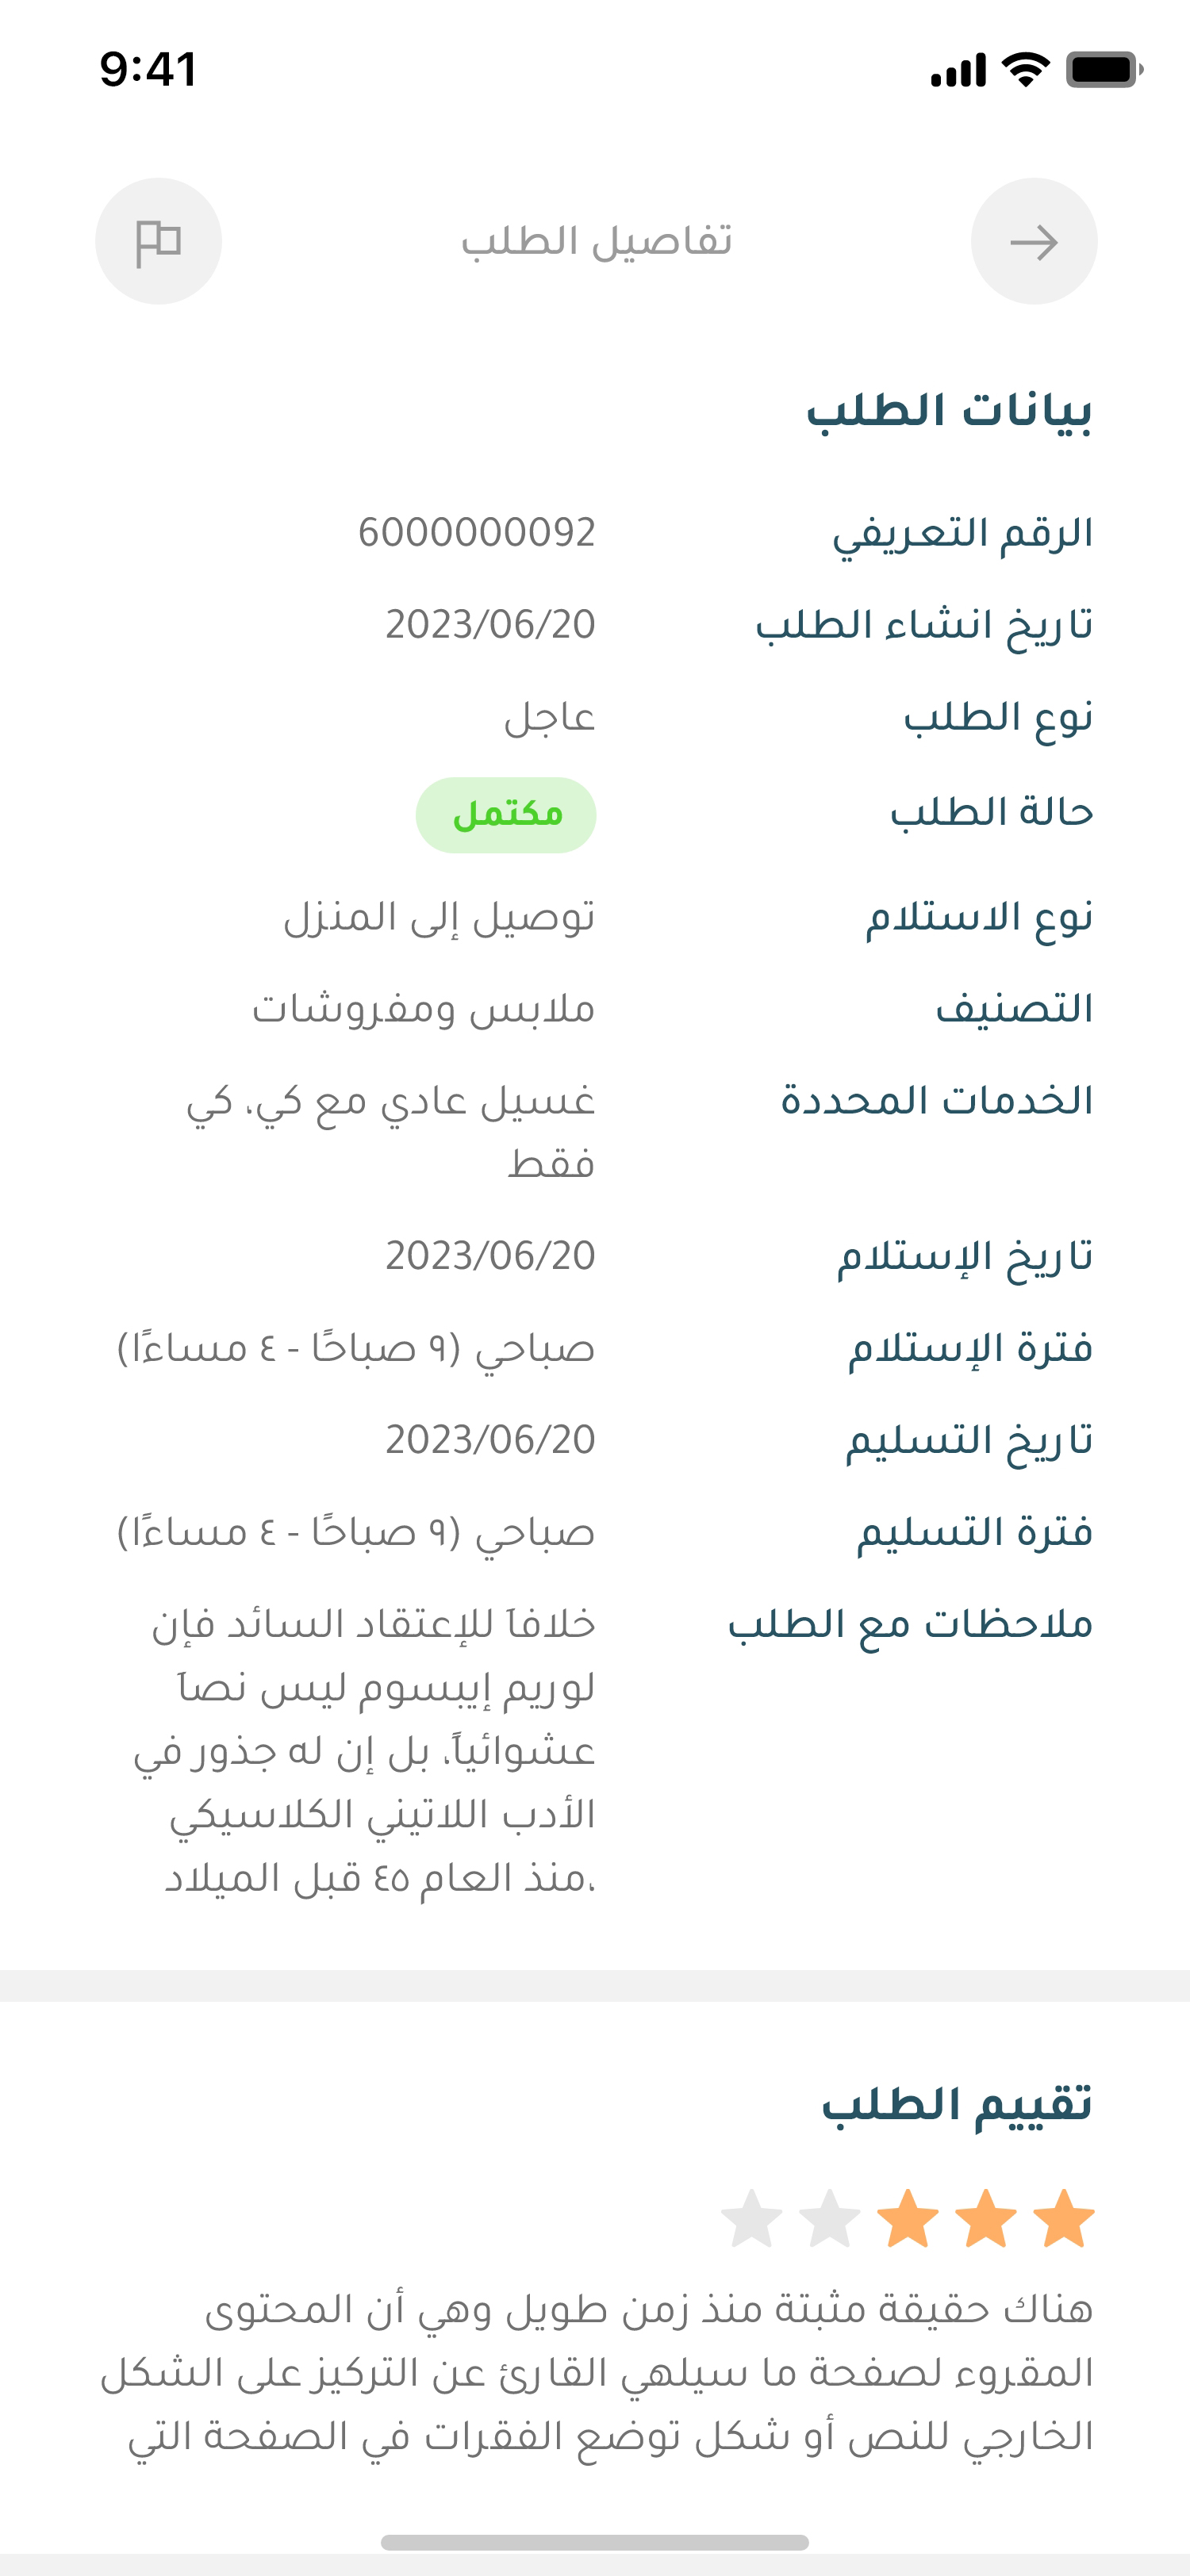 9:41
تفاصيل الطلب
بيانات الطلب
الرقم التعريفي 6000000092
تاريخ انشاء الطلب 2023/06/20
نوع الطلب عاجل
حالة الطلب مكتمل
نوع الاستلام توصيل إلى المنزل
التصنيف ملابس ومفروشات
الخدمات المحددة غسيل عادي مع كي، كي
فقط
تاريخ الإستلام 2023/06/20
فترة الإستلام صباحي (٩ صباحًا - ٤ مساءًا)
تاريخ التسليم 2023/06/20
فترة التسليم صباحي (٩ صباحًا - ٤ مساءًا)
ملاحظات مع الطلب خلافاَ للإعتقاد السائد فإن
لوريم إيبسوم ليس نصاَ
عشوائياً، بل إن له جذور في
الأدب اللاتيني الكلاسيكي
،منذ العام ٤٥ قبل الميلاد
تقييم الطلب
هناك حقيقة مثبتة منذ زمن طويل وهي أن المحتوى
المقروء لصفحة ما سيلهي القارئ عن التركيز على الشكل
الخارجي للنص أو شكل توضع الفقرات في الصفحة التي